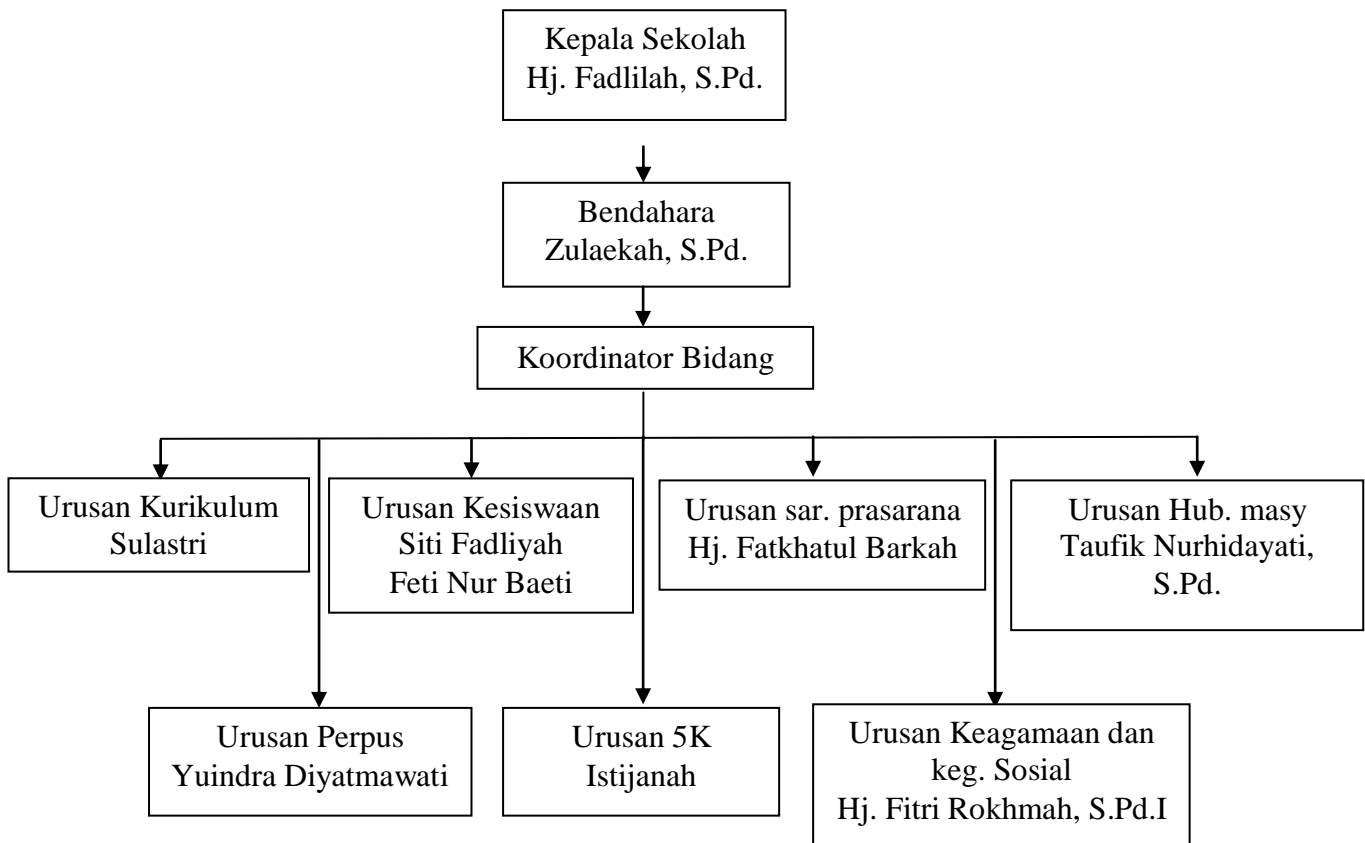 Kepala Sekolah
Hj. Fadlilah, S.Pd.
Bendahara
Zulaekah, S.Pd.
Koordinator Bidang
Urusan Kurikulum
Sulastri
Urusan Kesiswaan
Siti Fadliyah
Feti Nur Baeti
Urusan sar. prasarana
Hj. Fatkhatul Barkah
Urusan Hub. masy
Taufik Nurhidayati,
S.Pd.
Urusan Perpus
Yuindra Diyatmawati
Urusan 5K
Istijanah
Urusan Keagamaan dan
keg. Sosial
Hj. Fitri Rokhmah, S.Pd.I